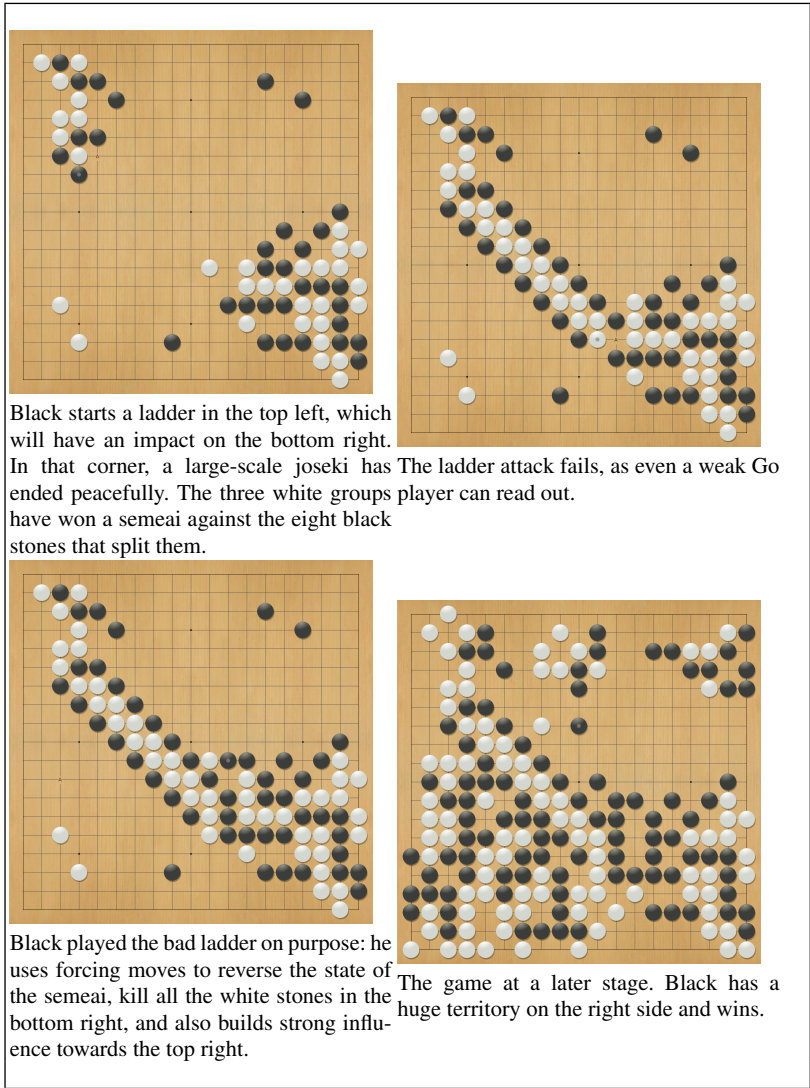 Black starts a ladder in the top left, which
will have an impact on the bottom right.
In that corner, a large-scale joseki has
ended peacefully. The three white groups
have won a semeai against the eight black
stones that split them.
The ladder attack fails, as even a weak Go
player can read out.
Black played the bad ladder on purpose: he
uses forcing moves to reverse the state of
the semeai, kill all the white stones in the
bottom right, and also builds strong influ-
ence towards the top right.
The game at a later stage. Black has a
huge territory on the right side and wins.